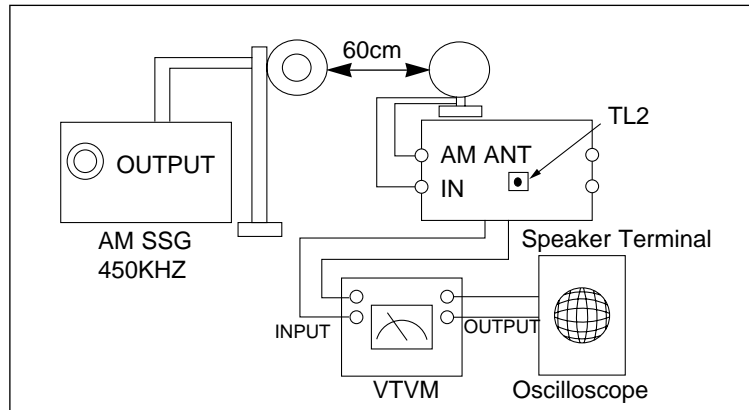 60cm
TL2
OUTPUT
AM ANT
IN
AM SSG
450KHZ
Speaker Terminal
INPUT
OUTPUT
VTVM
Oscilloscope